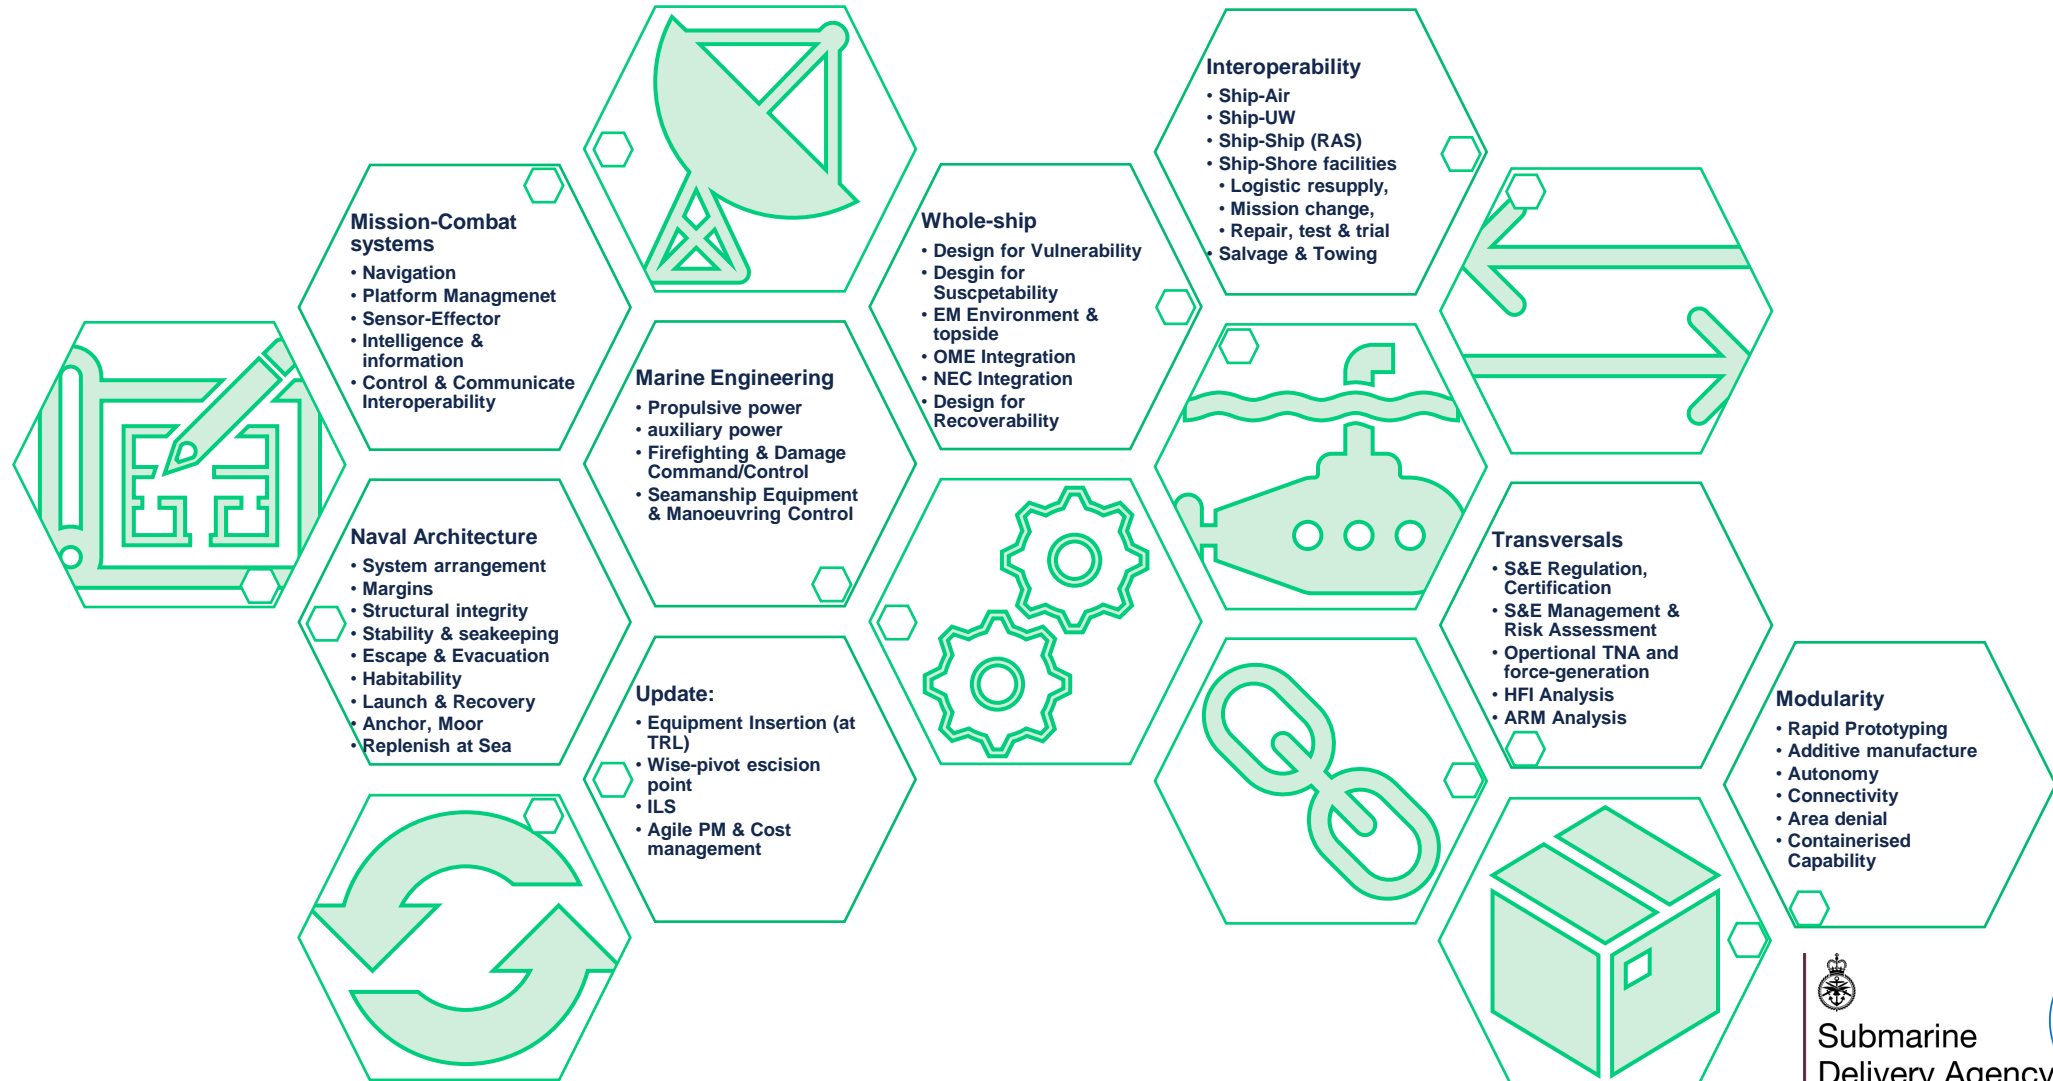 Mission-Combat
systems
• Navigation
• Platform Managmenet
• Sensor-Effector
• Intelligence &
information
• Control & Communicate
Interoperability
Naval Architecture
• System arrangement
• Margins
• Structural integrity
• Stability & seakeeping
• Escape & Evacuation
• Habitability
• Launch & Recovery
• Anchor, Moor
• Replenish at Sea
Marine Engineering
• Propulsive power
• auxiliary power
• Firefighting & Damage
Command/Control
• Seamanship Equipment
& Manoeuvring Control
Update:
• Equipment Insertion (at
TRL)
• Wise-pivot escision
point
• ILS
• Agile PM & Cost
management
Whole-ship
• Design for Vulnerability
• Desgin for
Suscpetability
• EM Environment &
topside
• OME Integration
• NEC Integration
• Design for
Recoverability
Interoperability
• Ship-Air
• Ship-UW
• Ship-Ship (RAS)
• Ship-Shore facilities
• Logistic resupply,
• Mission change,
• Repair, test & trial
• Salvage & Towing
Transversals
• S&E Regulation,
Certification
• S&E Management &
Risk Assessment
• Opertional TNA and
force-generation
• HFI Analysis
• ARM Analysis
Modularity
• Rapid Prototyping
• Additive manufacture
• Autonomy
• Connectivity
• Area denial
• Containerised
Capability
Submarine
Delivery Agency